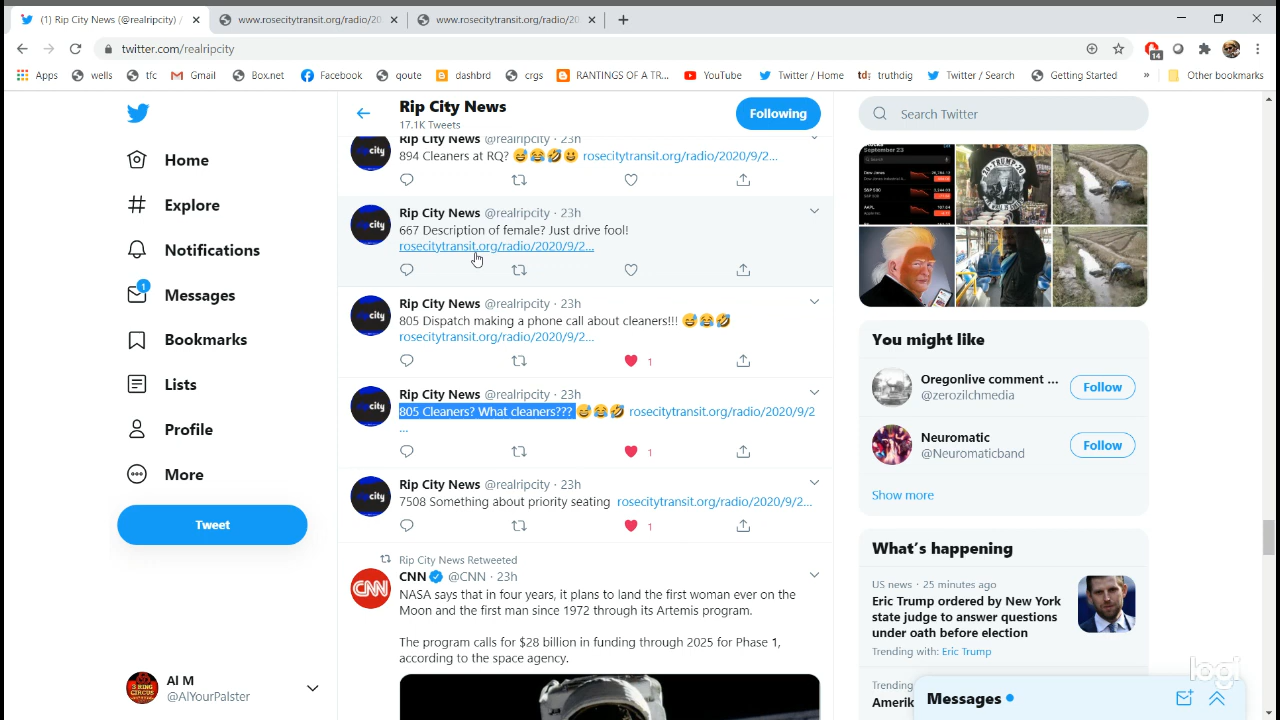 (1) Rip City News (@realripcity) /
www.rosecitytransit.org/radio/20
www.rosecitytransit.org/radio/20
twitter.com/realripcity
14
Apps
wells
tfc
Gmail
Box.net
Facebook
qoute
dashbrd
crgs
RANTINGS OF A TR...
YouTube
Twitter / Home
tdi truthdig
Twitter / Search
Getting Started
»
Other bookmarks
Home
Explore
Notifications
1
Messages
Bookmarks
Lists
Profile
More
Tweet
Al M
@AlYourPalster
Rip City News
17.1K Tweets
Following
Rip City News @realripcity · 23h
894 Cleaners at RQ? 😅😂🤣😃 rosecitytransit.org/radio/2020/9/2...
Rip City News @realripcity · 23h
667 Description of female? Just drive fool!
rosecitytransit.org/radio/2020/9/2...
Rip City News @realripcity · 23h
805 Dispatch making a phone call about cleaners!!! 😅😂🤣
rosecitytransit.org/radio/2020/9/2...
1
Rip City News @realripcity · 23h
805 Cleaners? What cleaners??? 😅😂🤣 rosecitytransit.org/radio/2020/9/2
...
1
Rip City News @realripcity · 23h
7508 Something about priority seating rosecitytransit.org/radio/2020/9/2...
1
Rip City News Retweeted
CNN
CNN @CNN · 23h
NASA says that in four years, it plans to land the first woman ever on the
Moon and the first man since 1972 through its Artemis program.
The program calls for $28 billion in funding through 2025 for Phase 1,
according to the space agency.
Search Twitter
September 23
You might like
Oregonlive comment ...
@zerozilchmedia
Follow
Neuromatic
@Neuromaticband
Follow
Show more
What's happening
US news · 25 minutes ago
Eric Trump ordered by New York
state judge to answer questions
under oath before election
Trending with: Eric Trump
Trending
Amerik
Messages
logi